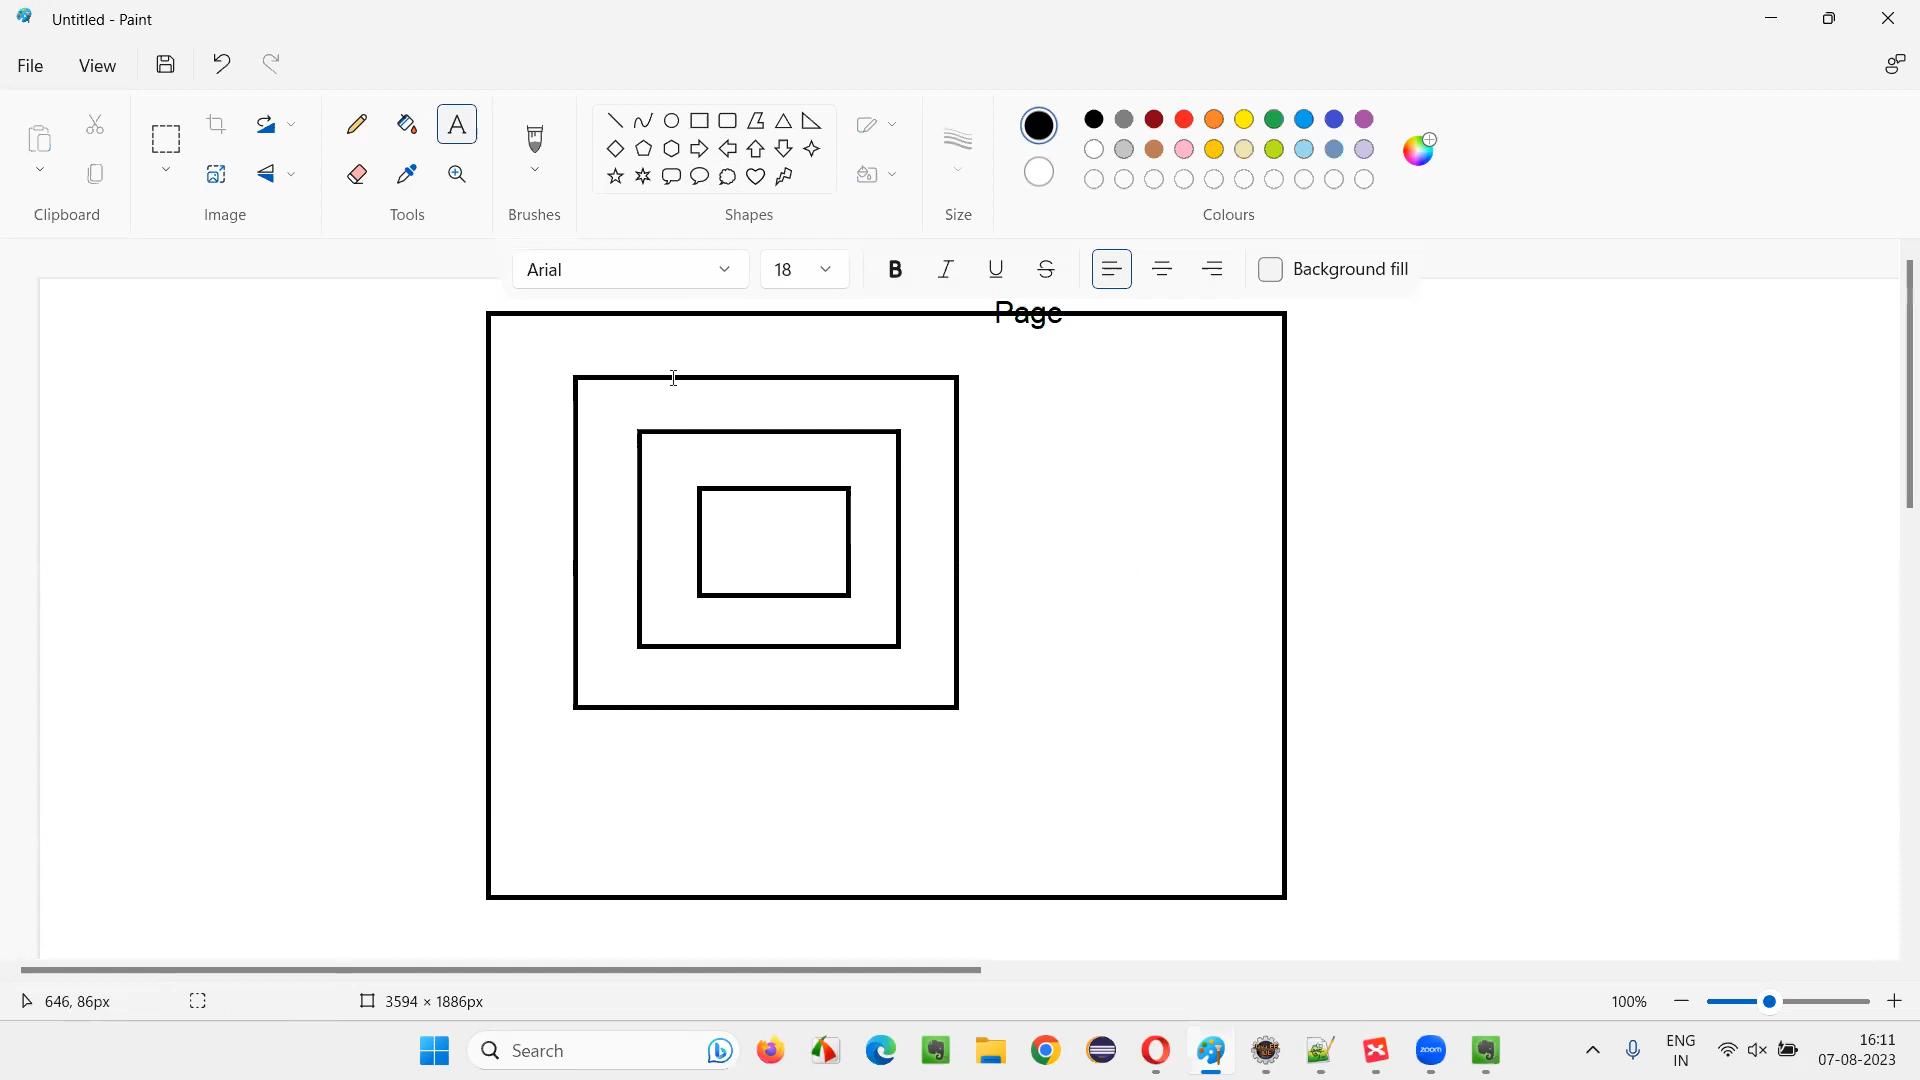 Untitled - Paint
File View
Clipboard Image Tools Brushes Shapes Size Colours
Arial 18 B I U S Background fill
Page
646, 86px 3594 × 1886px 100%
Search zoom ENG 16:11
IN 07-08-2023